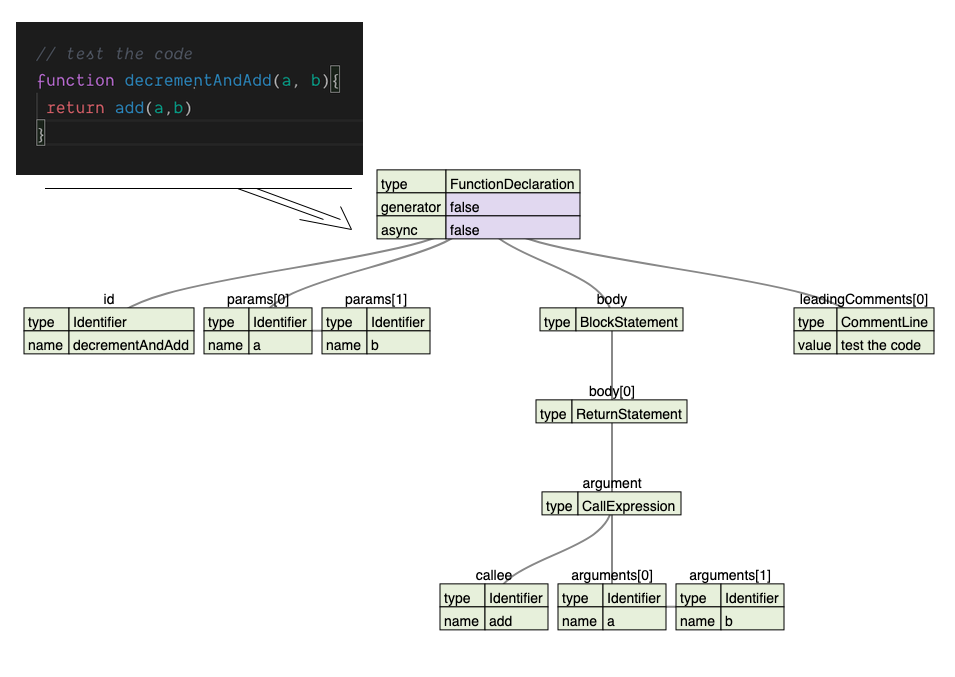 // test the code
function decrementAndAdd(a, b){
return add(a,b)
}
type FunctionDeclaration
generator false
async false
id
type Identifier
name decrementAndAdd
params[0]
type Identifier
name a
params[1]
type Identifier
name b
body
type BlockStatement
leadingComments[0]
type CommentLine
value test the code
body[0]
type ReturnStatement
argument
type CallExpression
callee
type Identifier
name add
arguments[0]
type Identifier
name a
arguments[1]
type Identifier
name b